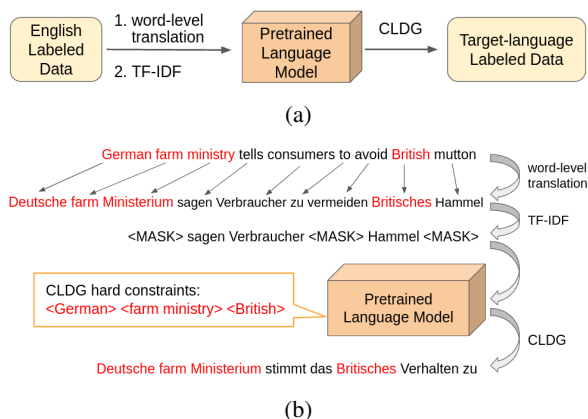 English
Labeled
Data
1. word-level
translation
2. TF-IDF
Pretrained
Language
Model
CLDG
Target-language
Labeled Data
(a)
German farm ministry tells consumers to avoid British mutton
word-level
translation
Deutsche farm Ministerium sagen Verbraucher zu vermeiden Britisches Hammel
TF-IDF
<MASK> sagen Verbraucher <MASK> Hammel <MASK>
CLDG hard constraints:
<German> <farm ministry> <British>
Pretrained
Language Model
CLDG
Deutsche farm Ministerium stimmt das Britisches Verhalten zu
(b)